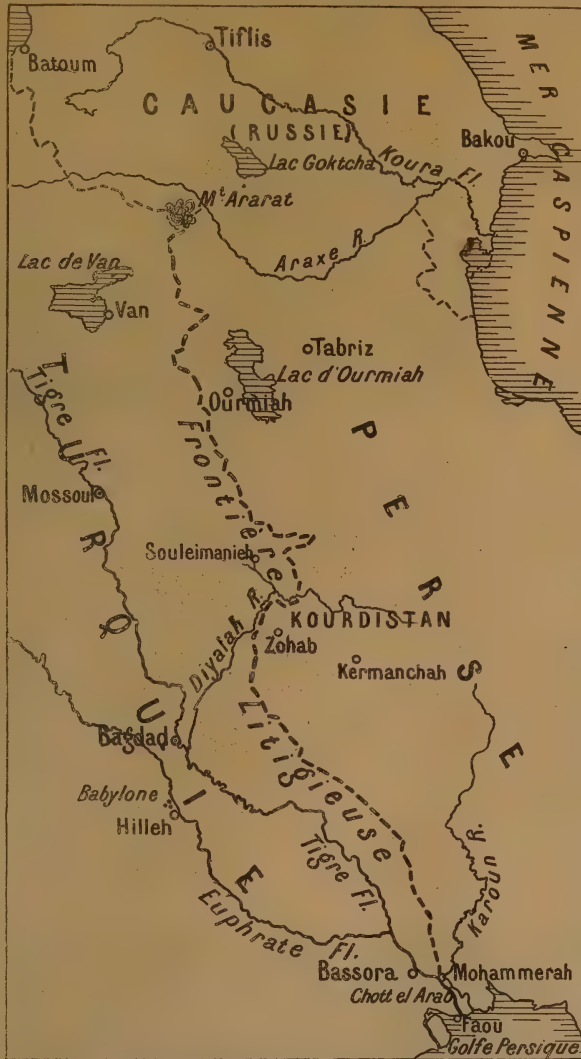 Tiflis
Batoum
MER CASPIENNE
CAUCASIE
(RUSSIE)
Bakou
Lac Goktcha
Koura Fl.
Mt Ararat
Araxe R.
Lac de Van
Van
Tabriz
Lac d'Ourmiah
Ourmiah
Tigre Fl.
TURQUIE
PERSE
Frontière Litigieuse
Mossoul
Souleimanieh
Diyalah R.
KOURDISTAN
Zohab
Kermanchah
Bagdad
Babylone
Hilleh
Tigre Fl.
Karoun R.
Euphrate Fl.
Bassora
Mohammerah
Chott el Arab
Faou
Golfe Persique